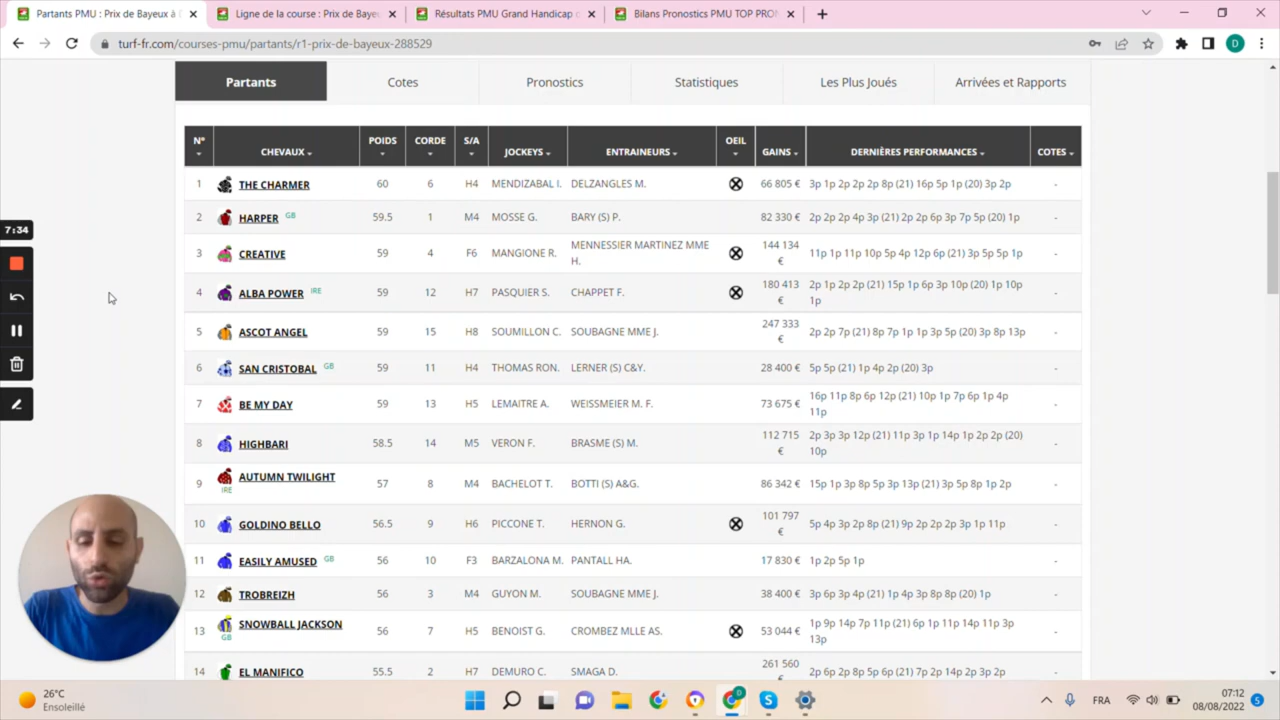 Partants PMU : Prix de Bayeux à
Ligne de la course : Prix de Baye
Résultats PMU Grand Handicap
Bilans Pronostics PMU TOP PRO
turf-fr.com/courses-pmu/partants/r1-prix-de-bayeux-288529
D
Partants Cotes Pronostics Statistiques Les Plus Joués Arrivées et Rapports
N° CHEVAUX POIDS CORDE S/A JOCKEYS ENTRAINEURS OEIL GAINS DERNIÈRES PERFORMANCES COTES
1 THE CHARMER 60 6 H4 MENDIZABAL I. DELZANGLES M. 66 805 € 3p 1p 2p 2p 2p 8p (21) 16p 5p 1p (20) 3p 2p -
2 HARPER GB 59.5 1 M4 MOSSE G. BARY (S) P. 82 330 € 2p 2p 2p 4p 3p (21) 2p 2p 6p 3p 7p 5p (20) 1p -
3 CREATIVE 59 4 F6 MANGIONE R. MENNESSIER MARTINEZ MME H. 144 134 € 11p 1p 11p 10p 5p 4p 12p 6p (21) 3p 5p 5p 1p -
4 ALBA POWER IRE 59 12 H7 PASQUIER S. CHAPPET F. 180 413 € 2p 1p 2p 2p (21) 15p 1p 6p 3p 10p (20) 1p 10p 1p -
5 ASCOT ANGEL 59 15 H8 SOUMILLON C. SOUBAGNE MME J. 247 333 € 2p 2p 7p (21) 8p 7p 1p 1p 3p 5p (20) 3p 8p 13p -
6 SAN CRISTOBAL GB 59 11 H4 THOMAS RON. LERNER (S) C&Y. 28 400 € 5p 5p (21) 1p 4p 2p (20) 3p -
7 BE MY DAY 59 13 H5 LEMAITRE A. WEISSMEIER M. F. 73 675 € 16p 11p 8p 6p 12p (21) 10p 1p 7p 6p 1p 4p 11p -
8 HIGHBARI 58.5 14 M5 VERON F. BRASME (S) M. 112 715 € 2p 3p 3p 12p (21) 11p 3p 1p 14p 1p 2p 2p (20) 10p -
9 AUTUMN TWILIGHT IRE 57 8 M4 BACHELOT T. BOTTI (S) A&G. 86 342 € 15p 1p 3p 8p 5p 3p 13p (21) 3p 5p 8p 1p 2p -
10 GOLDINO BELLO 56.5 9 H6 PICCONE T. HERNON G. 101 797 € 5p 4p 3p 2p 8p (21) 9p 2p 2p 2p 3p 1p 11p -
11 EASILY AMUSED GB 56 10 F3 BARZALONA M. PANTALL HA. 17 830 € 1p 2p 5p 1p -
12 TROBREIZH 56 3 M4 GUYON M. SOUBAGNE MME J. 38 400 € 3p 6p 3p 4p (21) 1p 4p 3p 8p 8p (20) 1p -
13 SNOWBALL JACKSON GB 56 7 H5 BENOIST G. CROMBEZ MLLE AS. 53 044 € 1p 9p 14p 7p 11p (21) 6p 1p 11p 14p 11p 3p 13p -
14 EL MANIFICO 55.5 2 H7 DEMURO C. SMAGA D. 261 560 € 2p 6p 2p 8p 5p 6p (21) 7p 2p 14p 2p 3p 2p -
7:34
26°C
Ensoleillé
D
FRA
07:12
08/08/2022
5